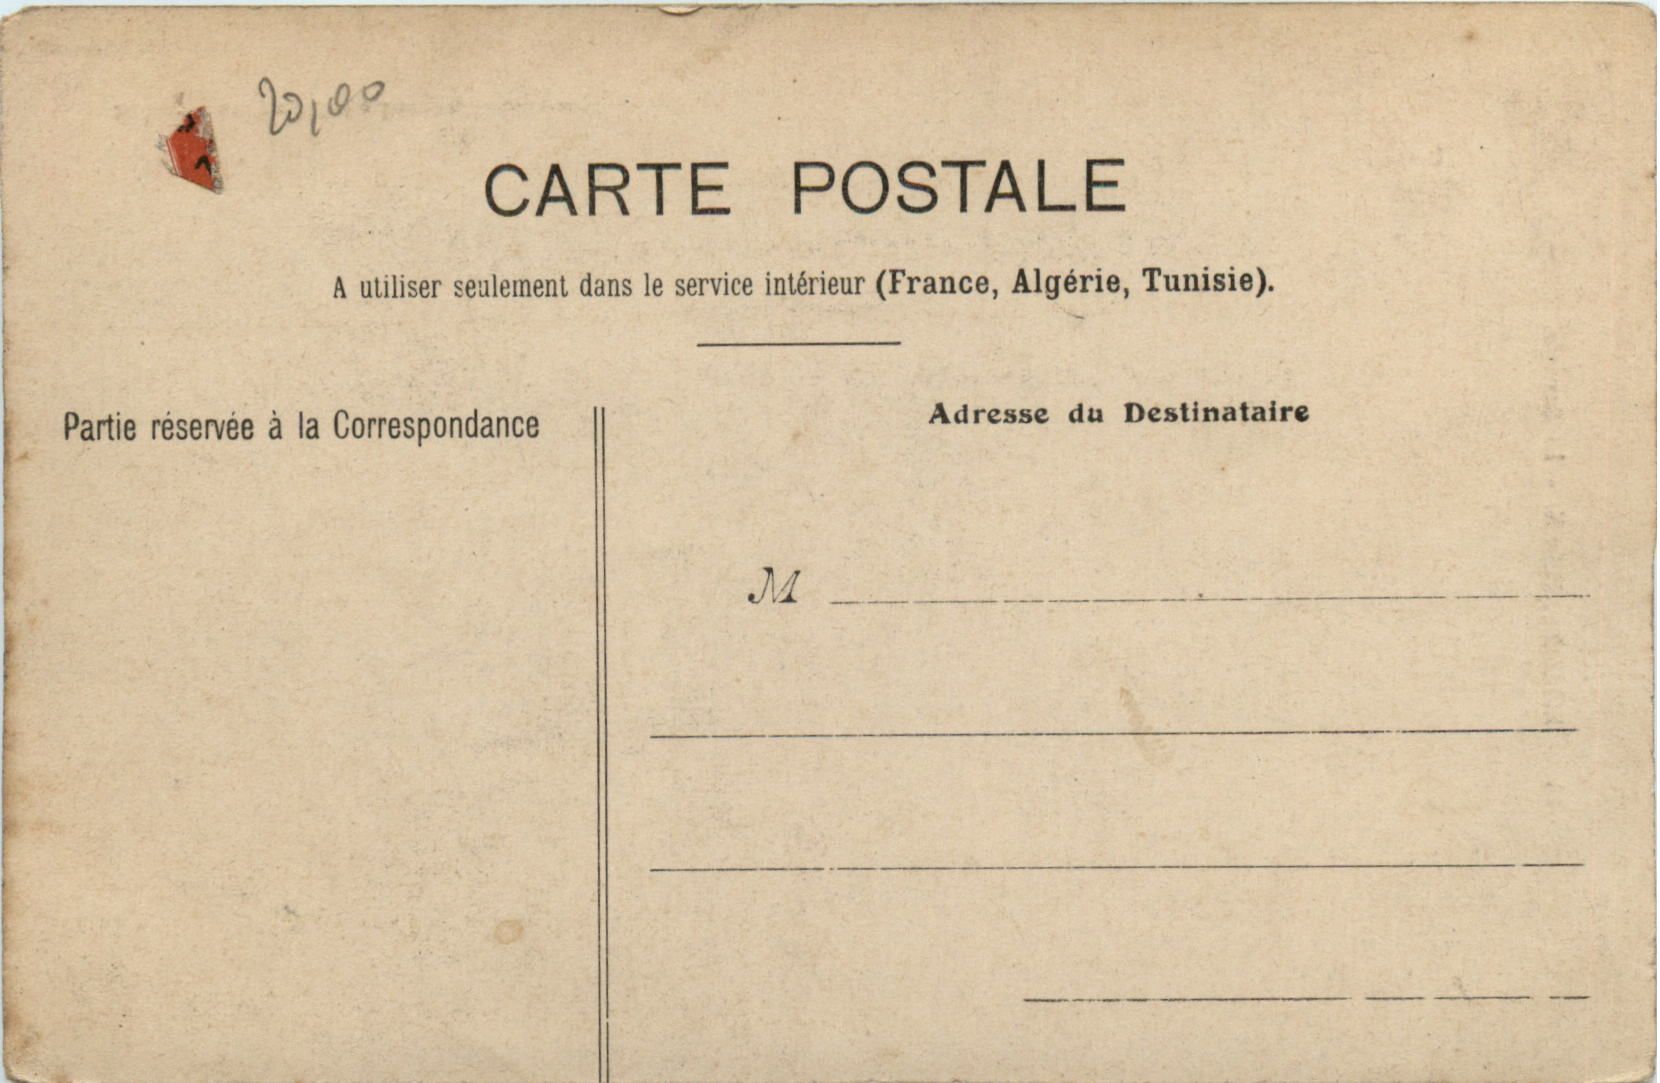 20,00
CARTE POSTALE
A utiliser seulement dans le service intérieur (France, Algérie, Tunisie).
Partie réservée à la Correspondance
Adresse du Destinataire
M